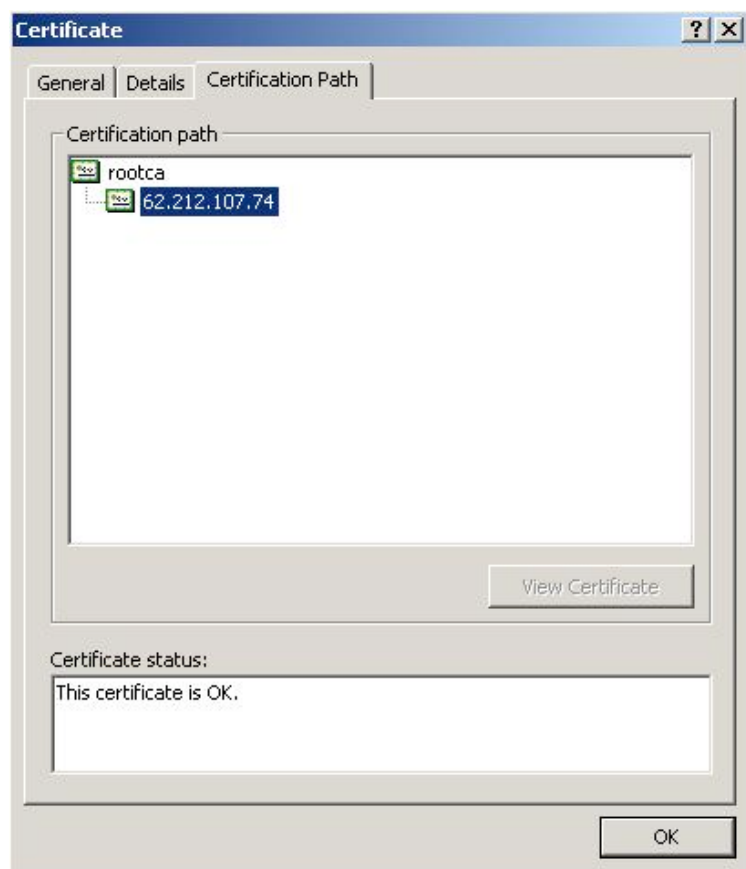 Certificate
General Details Certification Path
Certification path
rootca
62.212.107.74
View Certificate
Certificate status:
This certificate is OK.
OK